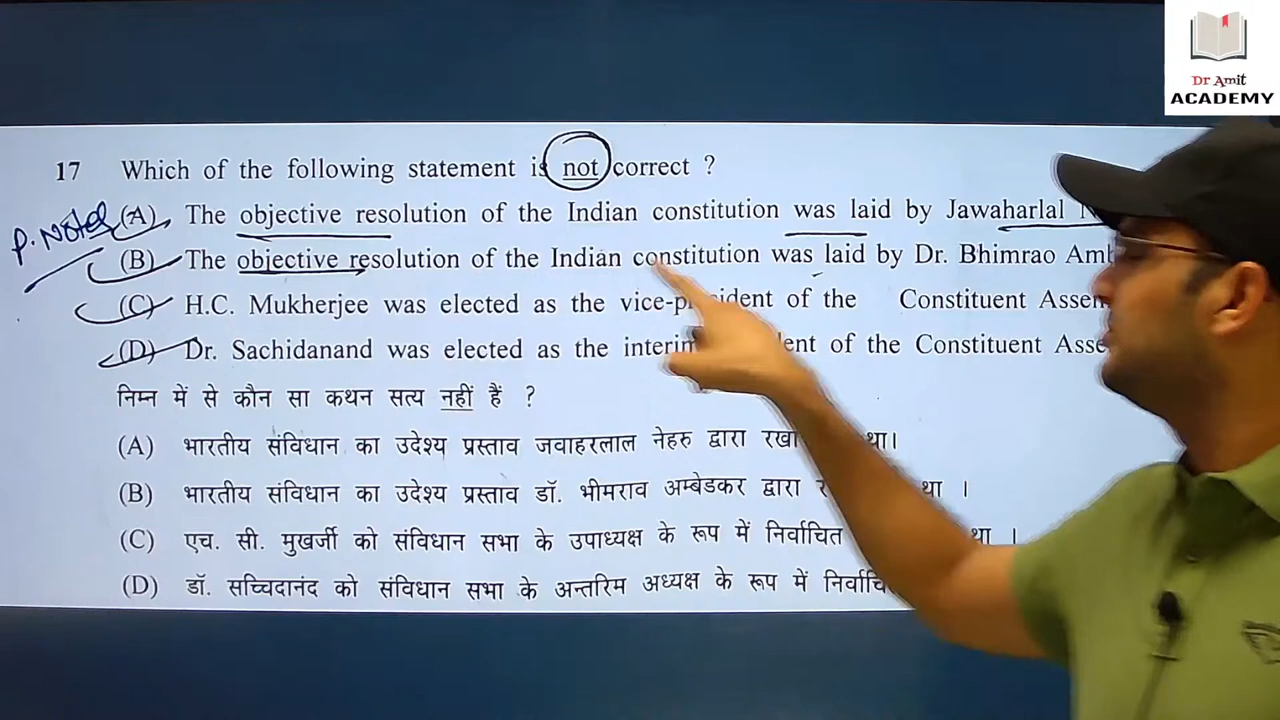 Dr Amit
ACADEMY
17 Which of the following statement is not correct ?
P. Notes
(A) The objective resolution of the Indian constitution was laid by Jawaharlal
(B) The objective resolution of the Indian constitution was laid by Dr. Bhimrao
(C) H.C. Mukherjee was elected as the vice-president of the Constituent
(D) Dr. Sachidanand was elected as the interim of the Constituent
निम्न में से कौन सा कथन सत्य नहीं हैं ?
(A) भारतीय संविधान का उदेश्य प्रस्ताव जवाहरलाल नेहरु द्वारा रखा था।
(B) भारतीय संविधान का उदेश्य प्रस्ताव डॉ. भीमराव अम्बेडकर द्वारा था ।
(C) एच. सी. मुखर्जी को संविधान सभा के उपाध्यक्ष के रूप में निर्वाचित था ।
(D) डॉ. सच्चिदानंद को संविधान सभा के अन्तरिम अध्यक्ष के रूप में